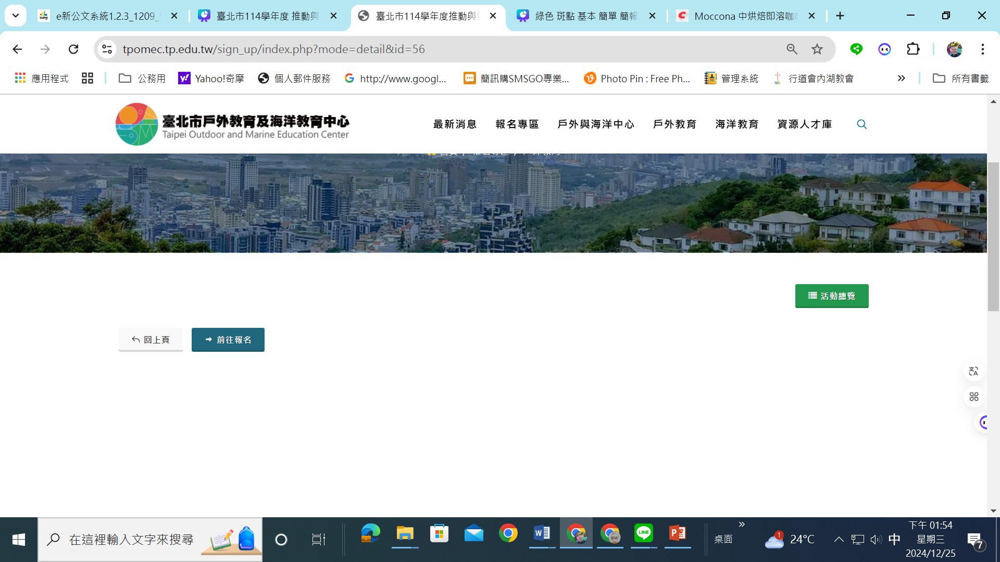 e新公文系統1.2.3_1209_
臺北市114學年度 推動與
臺北市114學年度推動與
綠色 斑點 基本 簡單 簡報
Moccona 中烘焙即溶咖
tpomec.tp.edu.tw/sign_up/index.php?mode=detail&id=56
應用程式
公務用
Yahoo!奇摩
個人郵件服務
http://www.googl...
簡訊購SMSGO專業...
Photo Pin : Free Ph...
管理系統
行道會內湖教會
所有書籤
臺北市戶外教育及海洋教育中心
Taipei Outdoor and Marine Education Center
最新消息
報名專區
戶外與海洋中心
戶外教育
海洋教育
資源人才庫
活動總覽
回上頁
前往報名
在這裡輸入文字來搜尋
桌面
1
24°C
中
下午 01:54
星期三
2024/12/25
7